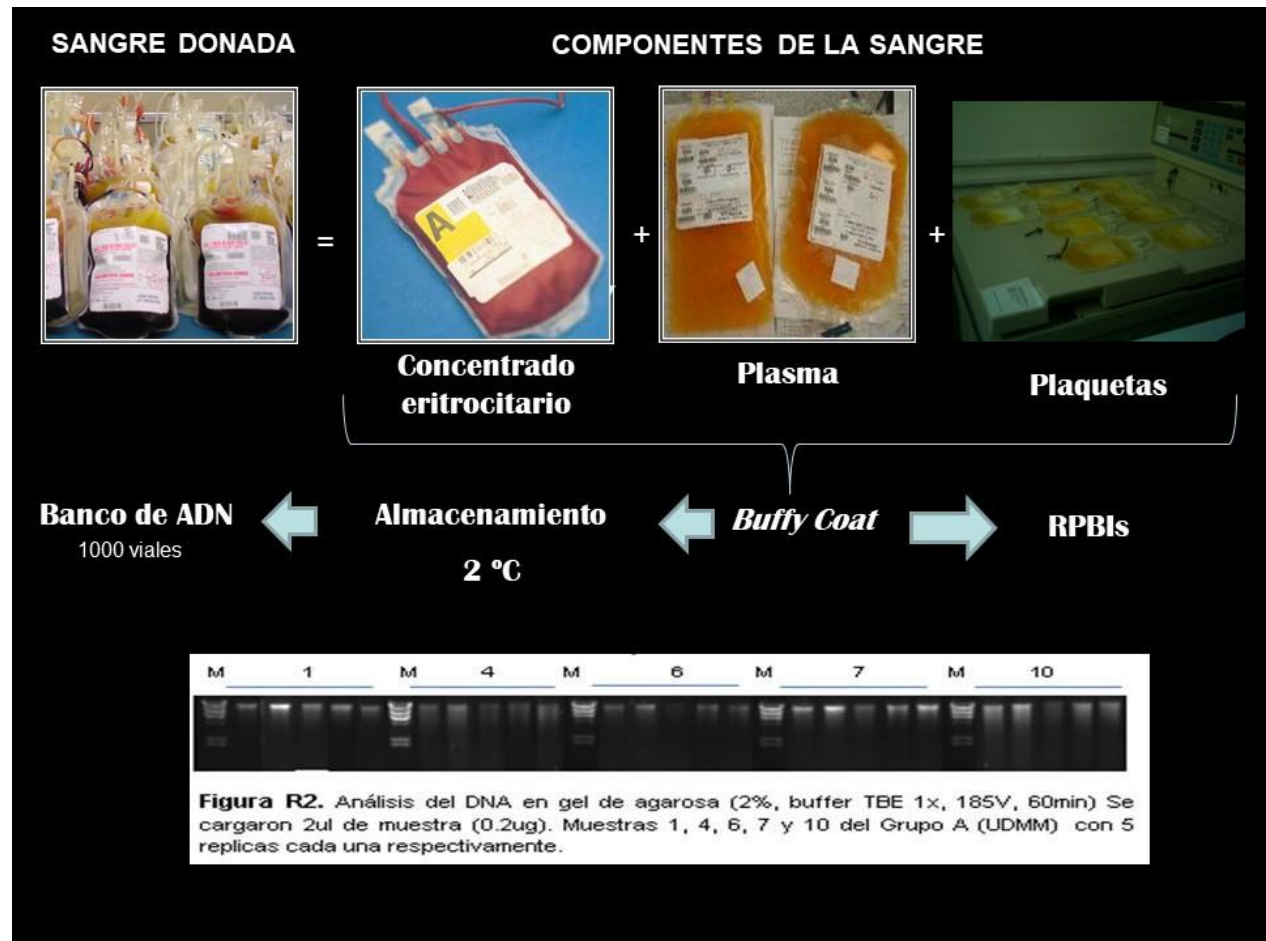 SANGRE DONADA
COMPONENTES DE LA SANGRE
A
=
+
+
Concentrado
eritrocitario
Plasma
Plaquetas
Banco de ADN
1000 viales
Almacenamiento
2 ºC
Buffy Coat
RPBIs
M 1 M 4 M 6 M 7 M 10
Figura R2. Análisis del DNA en gel de agarosa (2%, buffer TBE 1x, 185V, 60min) Se
cargaron 2ul de muestra (0.2ug). Muestras 1, 4, 6, 7 y 10 del Grupo A (UDMM) con 5
replicas cada una respectivamente.